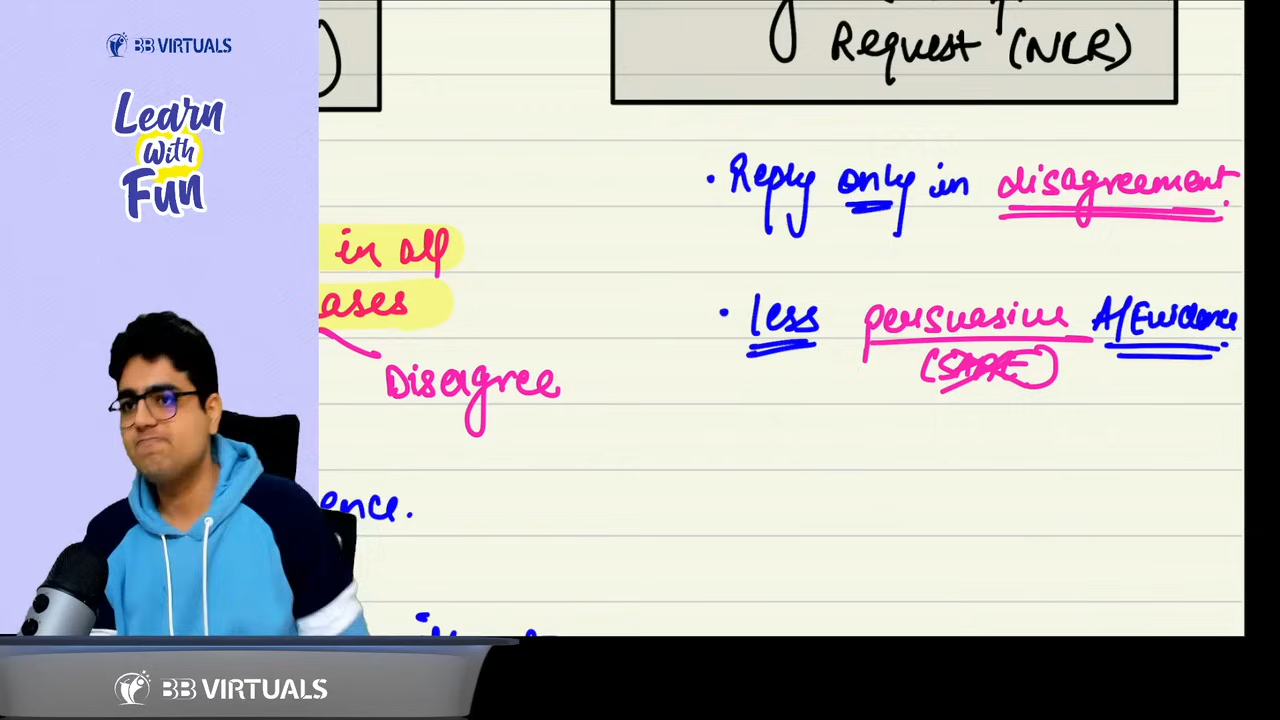 BB VIRTUALS
Learn
With
Fun
Request (NCR)
• Reply only in disagreement.
in all
ases
• less persuasive A/Evidence
Disagree
ence.
BB VIRTUALS